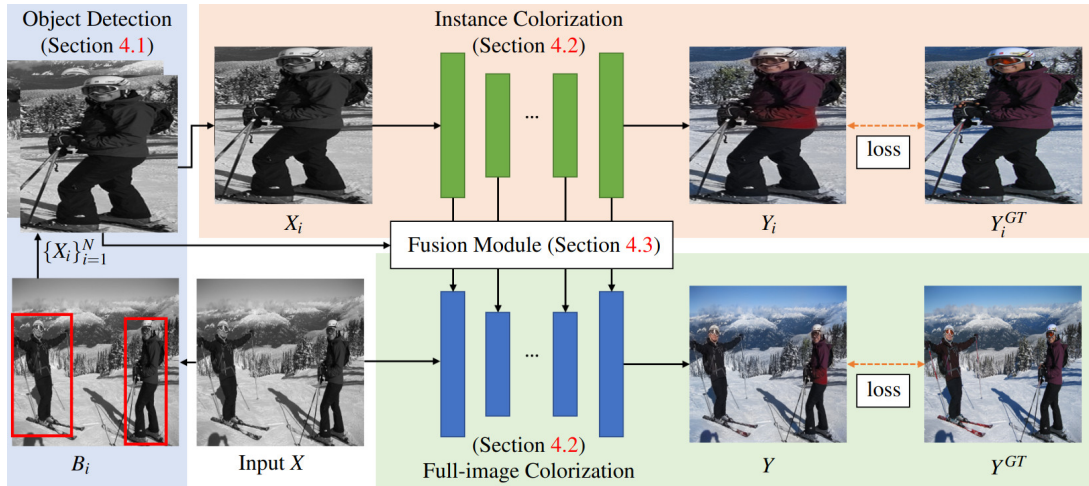 Object Detection
(Section 4.1)
Instance Colorization
(Section 4.2)
...
loss
X_i
Y_i
Y_i^{GT}
{X_i}_{i=1}^N
Fusion Module (Section 4.3)
...
loss
(Section 4.2)
B_i
Input X
Full-image Colorization
Y
Y^{GT}